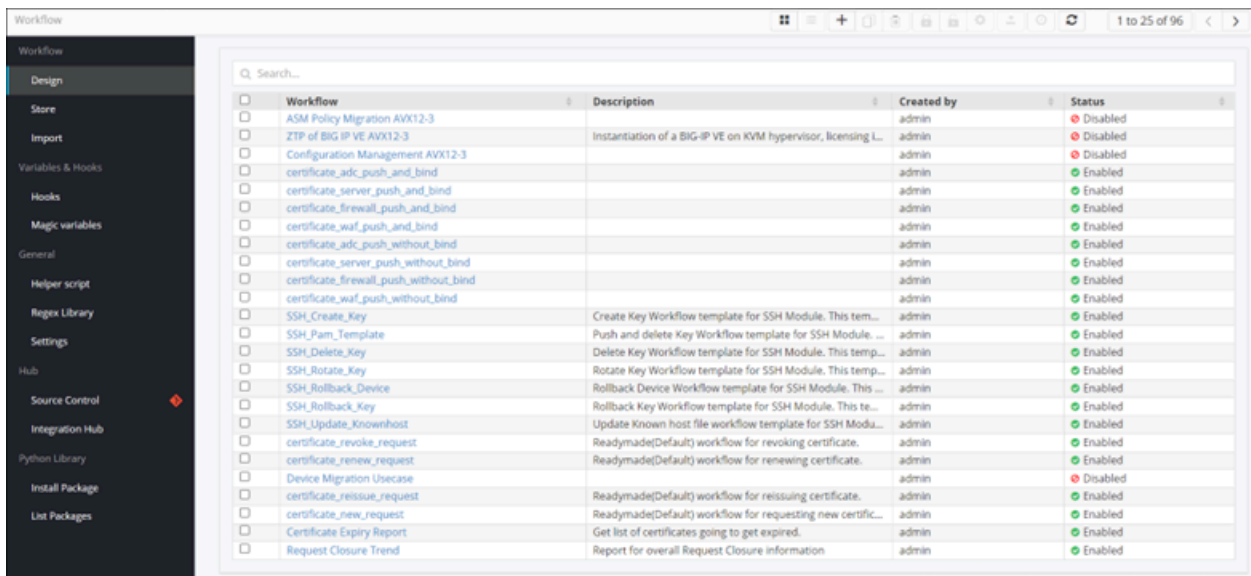 Workflow
1 to 25 of 96
Workflow
Design
Store
Import
Variables & Hooks
Hooks
Magic variables
General
Helper script
Regex Library
Settings
Hub
Source Control
Integration Hub
Python Library
Install Package
List Packages
Search...
Workflow Description Created by Status
ASM Policy Migration AVX12-3 admin Disabled
ZTP of BIG IP VE AVX12-3 Instantiation of a BIG-IP VE on KVM hypervisor, licensing i... admin Disabled
Configuration Management AVX12-3 admin Disabled
certificate_adc_push_and_bind admin Enabled
certificate_server_push_and_bind admin Enabled
certificate_firewall_push_and_bind admin Enabled
certificate_waf_push_and_bind admin Enabled
certificate_adc_push_without_bind admin Enabled
certificate_server_push_without_bind admin Enabled
certificate_firewall_push_without_bind admin Enabled
certificate_waf_push_without_bind admin Enabled
SSH_Create_Key Create Key Workflow template for SSH Module. This tem... admin Enabled
SSH_Pam_Template Push and delete Key Workflow template for SSH Module. ... admin Enabled
SSH_Delete_Key Delete Key Workflow template for SSH Module. This temp... admin Enabled
SSH_Rotate_Key Rotate Key Workflow template for SSH Module. This temp... admin Enabled
SSH_Rollback_Device Rollback Device Workflow template for SSH Module. This ... admin Enabled
SSH_Rollback_Key Rollback Key Workflow template for SSH Module. This te... admin Enabled
SSH_Update_Knownhost Update Known host file workflow template for SSH Modu... admin Enabled
certificate_revoke_request Readymade(Default) workflow for revoking certificate. admin Enabled
certificate_renew_request Readymade(Default) workflow for renewing certificate. admin Enabled
Device Migration Usecase admin Disabled
certificate_reissue_request Readymade(Default) workflow for reissuing certificate. admin Enabled
certificate_new_request Readymade(Default) workflow for requesting new certific... admin Enabled
Certificate Expiry Report Get list of certificates going to get expired. admin Enabled
Request Closure Trend Report for overall Request Closure information admin Enabled